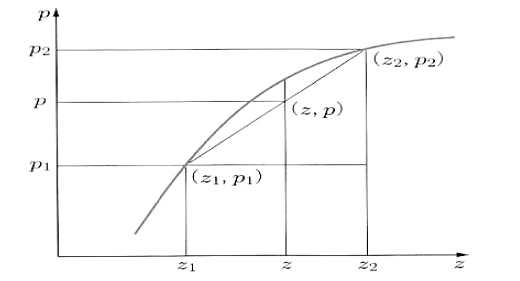 p
p₂
(z₂, p₂)
p
(z, p)
p₁
(z₁, p₁)
z₁
z
z₂
z